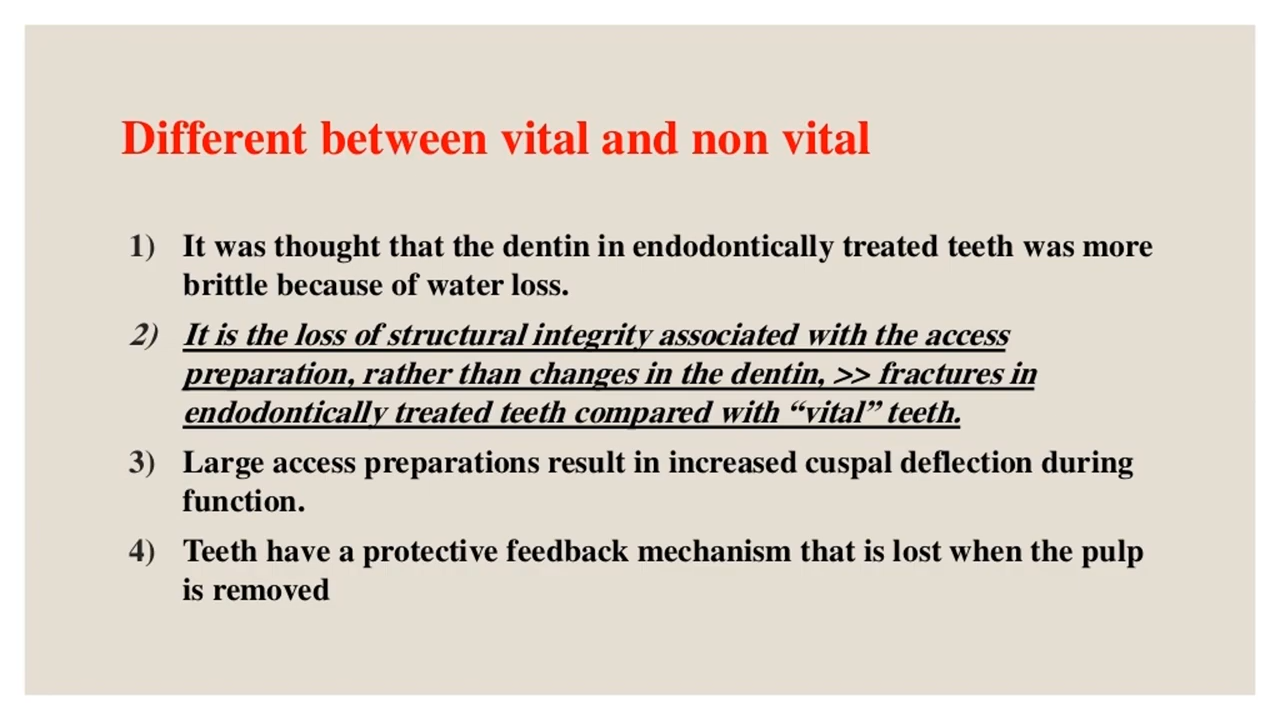 Different between vital and non vital
1) It was thought that the dentin in endodontically treated teeth was more
brittle because of water loss.
2) It is the loss of structural integrity associated with the access
preparation, rather than changes in the dentin, >> fractures in
endodontically treated teeth compared with “vital” teeth.
3) Large access preparations result in increased cuspal deflection during
function.
4) Teeth have a protective feedback mechanism that is lost when the pulp
is removed